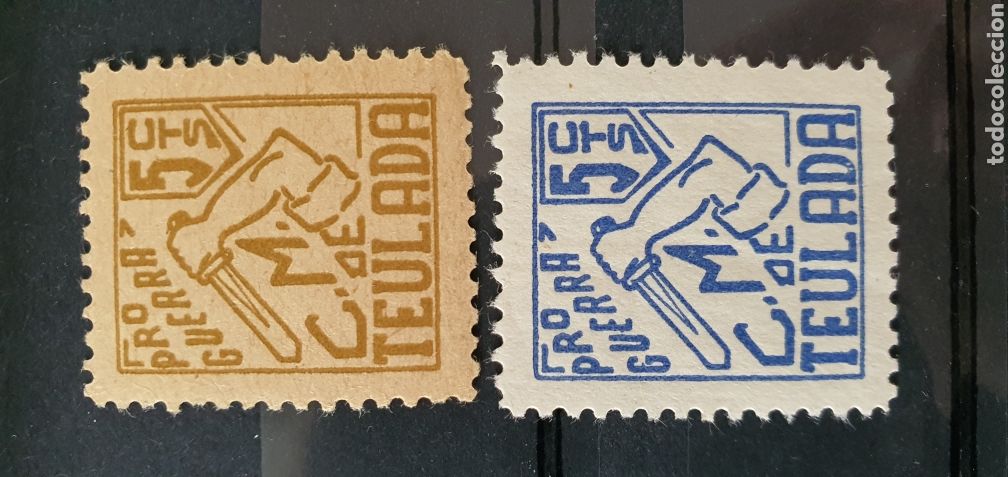 5 CTS
"PRO
GUERRA"
C. M. DE
TEULADA
5 CTS
"PRO
GUERRA"
C. M. DE
TEULADA
todocoleccion